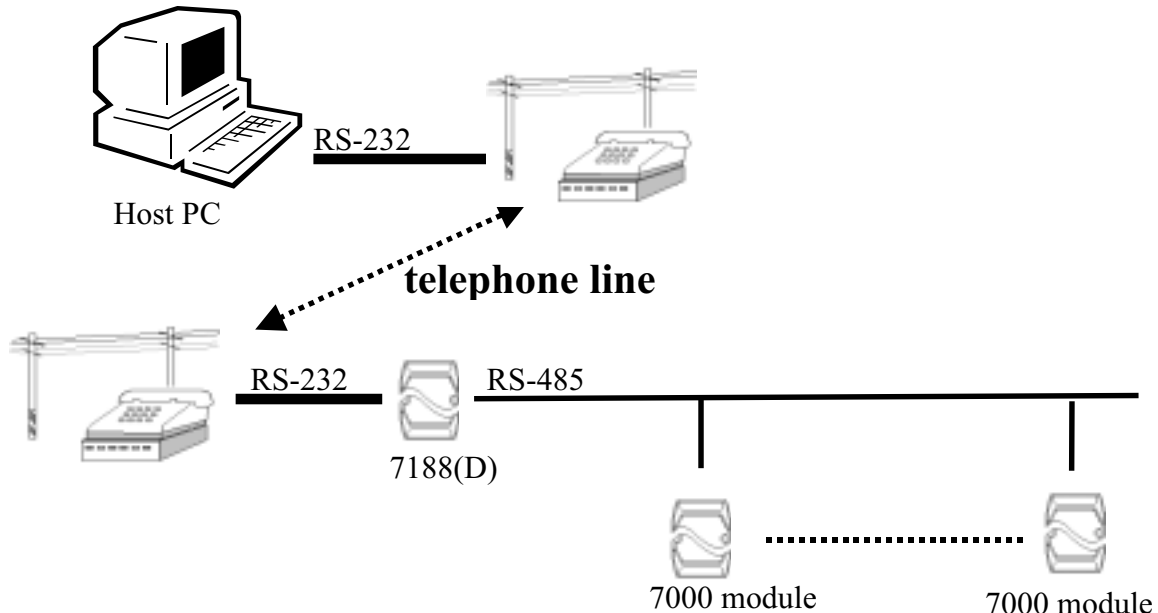 RS-232
Host PC
telephone line
RS-232
RS-485
7188(D)
7000 module
7000 module